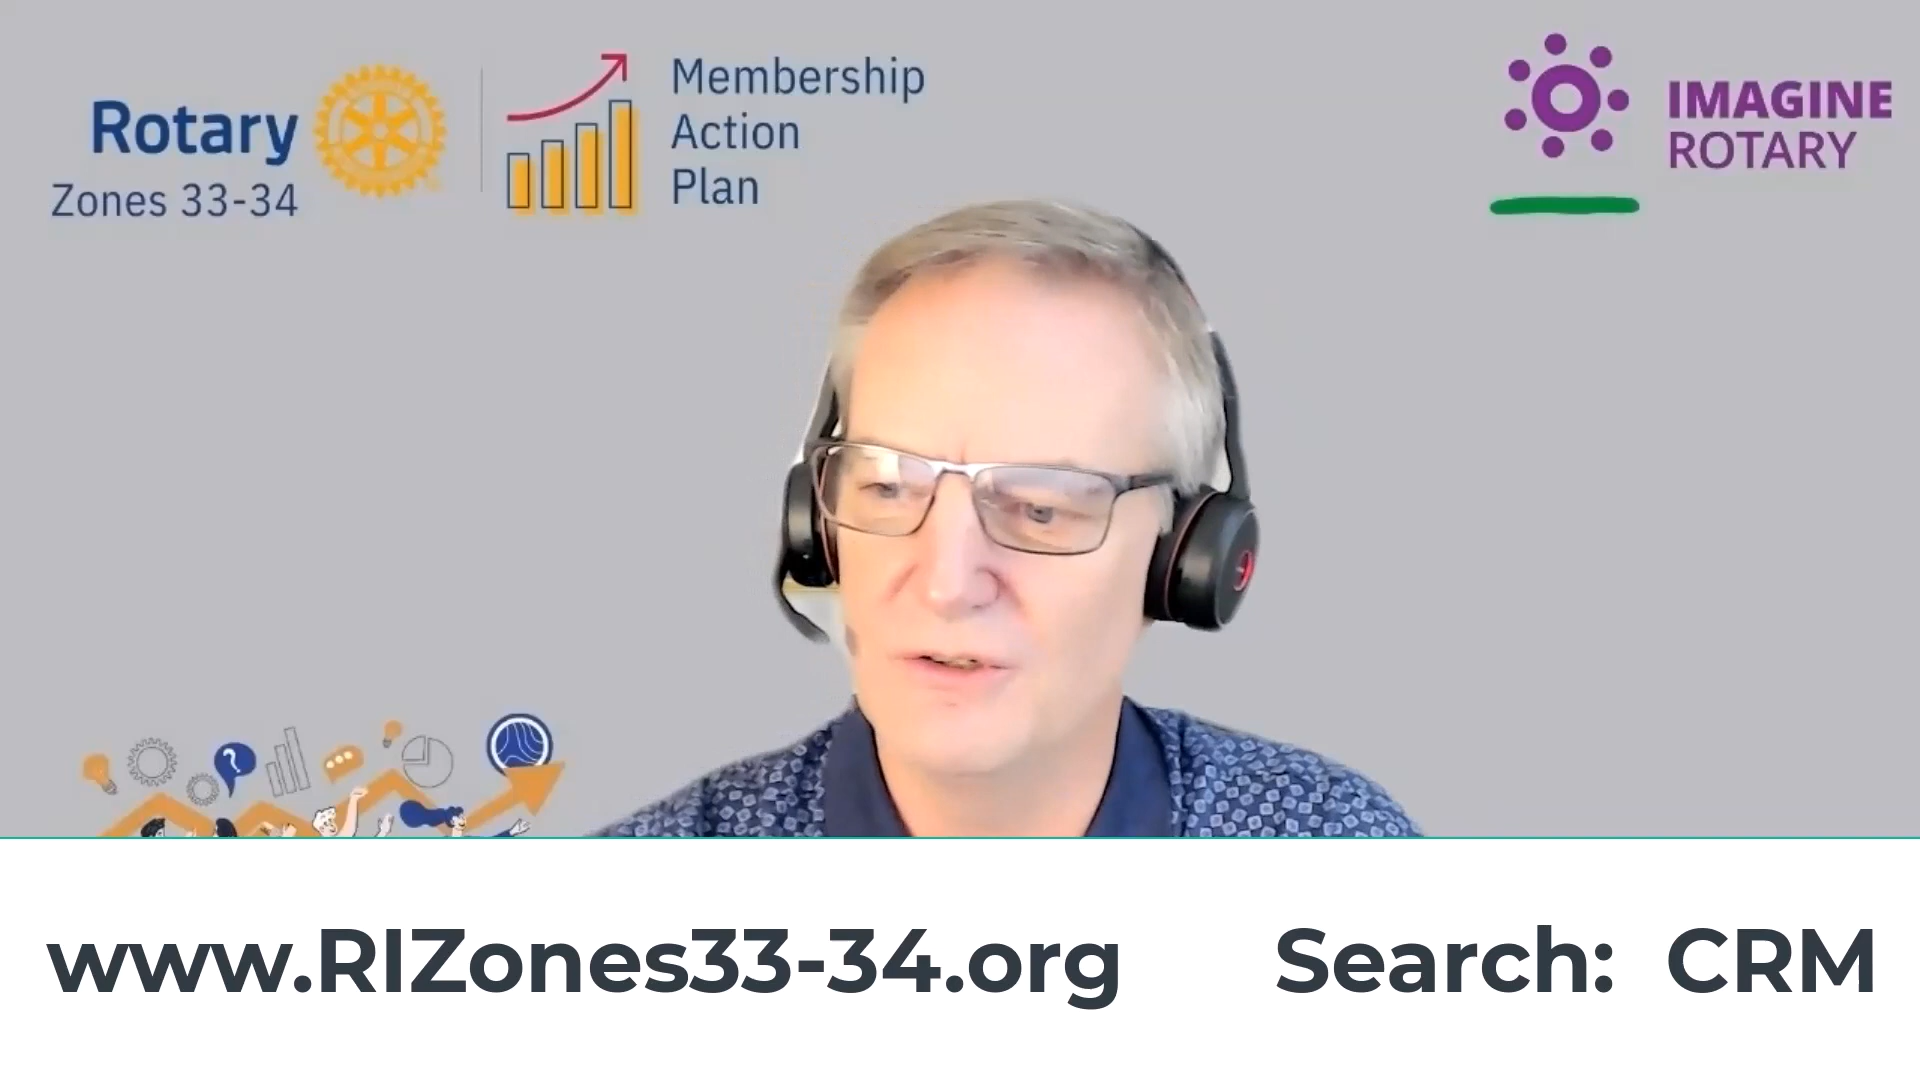 Rotary
Zones 33-34
Membership
Action
Plan
IMAGINE
ROTARY
?
www.RIZones33-34.org Search: CRM